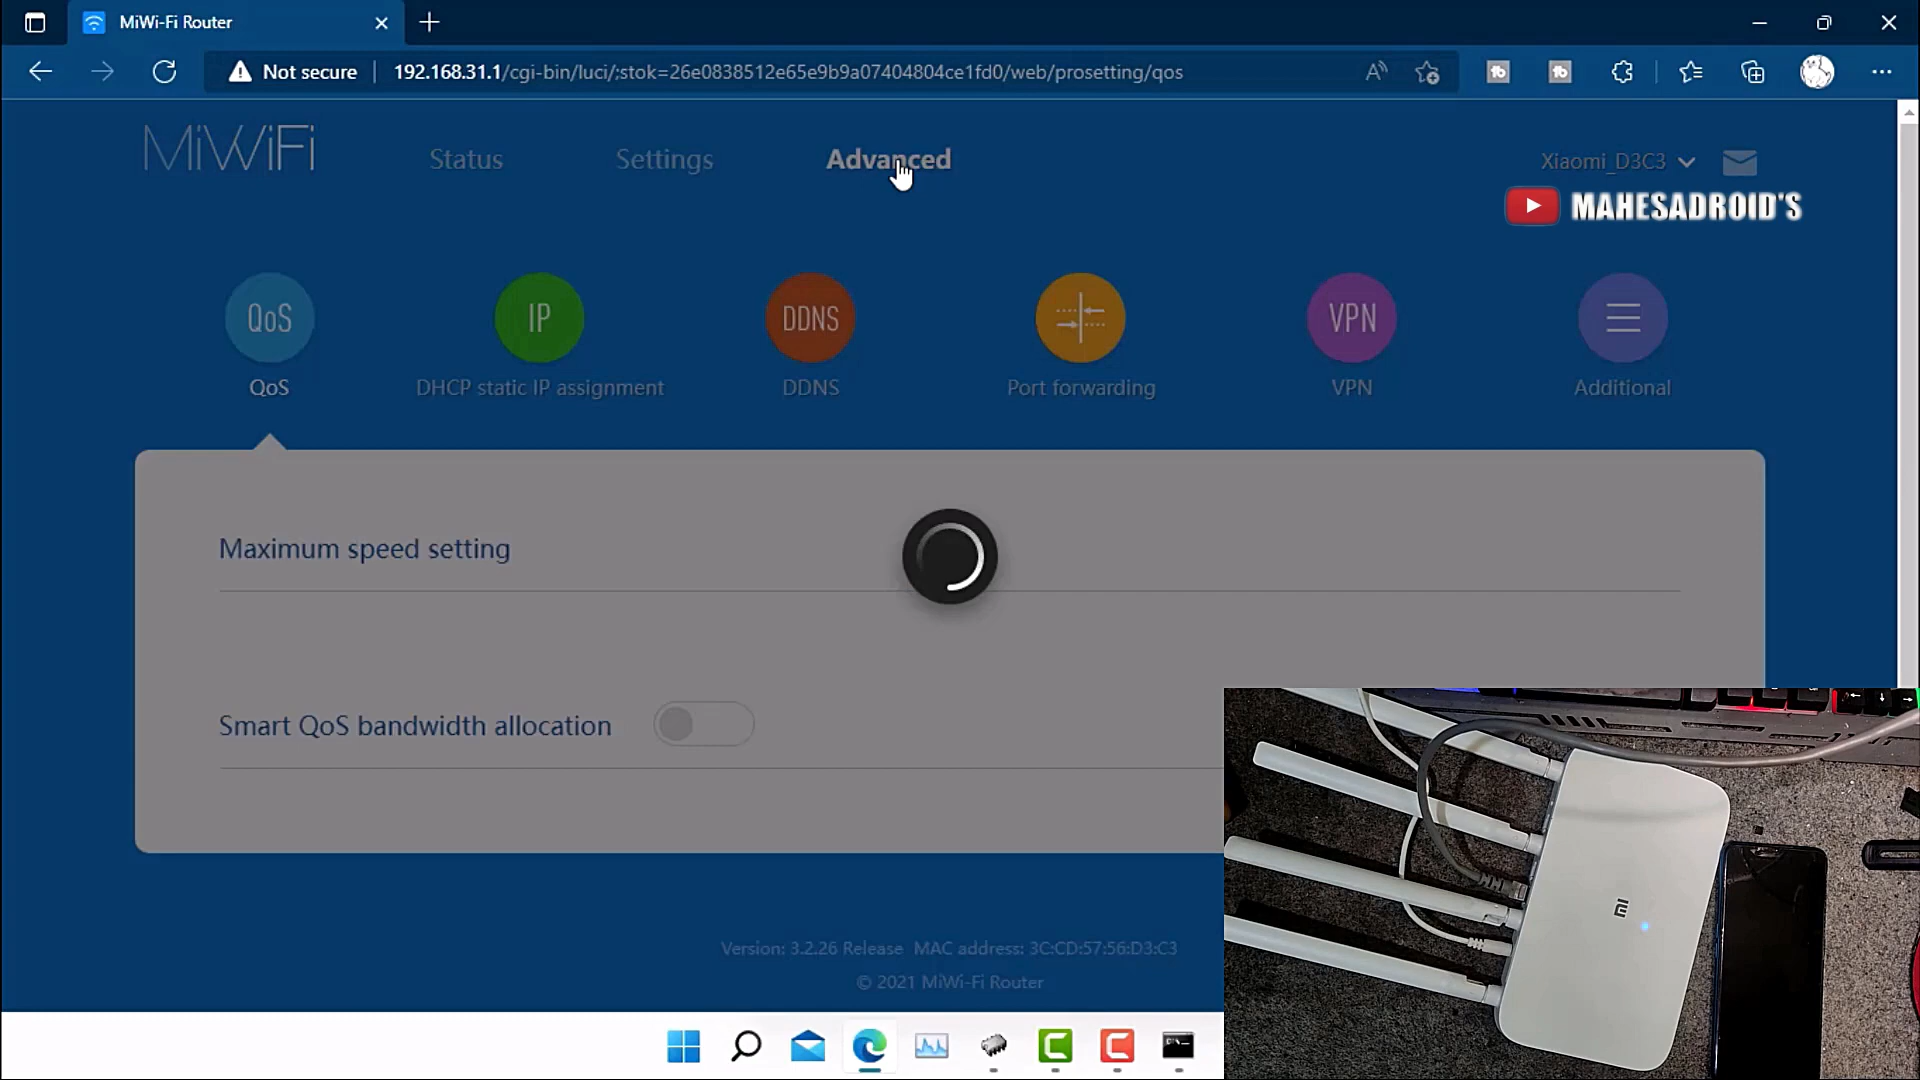 MiWi-Fi Router
Not secure
192.168.31.1/cgi-bin/luci/;stok=26e0838512e65e9b9a07404804ce1fd0/web/prosetting/qos
MiWiFi
Status
Settings
Advanced
Xiaomi_D3C3
MAHESADROID'S
QoS
IP
DDNS
VPN
QoS
DHCP static IP assignment
DDNS
Port forwarding
VPN
Additional
Maximum speed setting
Smart QoS bandwidth allocation
Version: 3.2.26 Release MAC address: 3C:CD:57:56:D3:C3
© 2021 MiWi-Fi Router